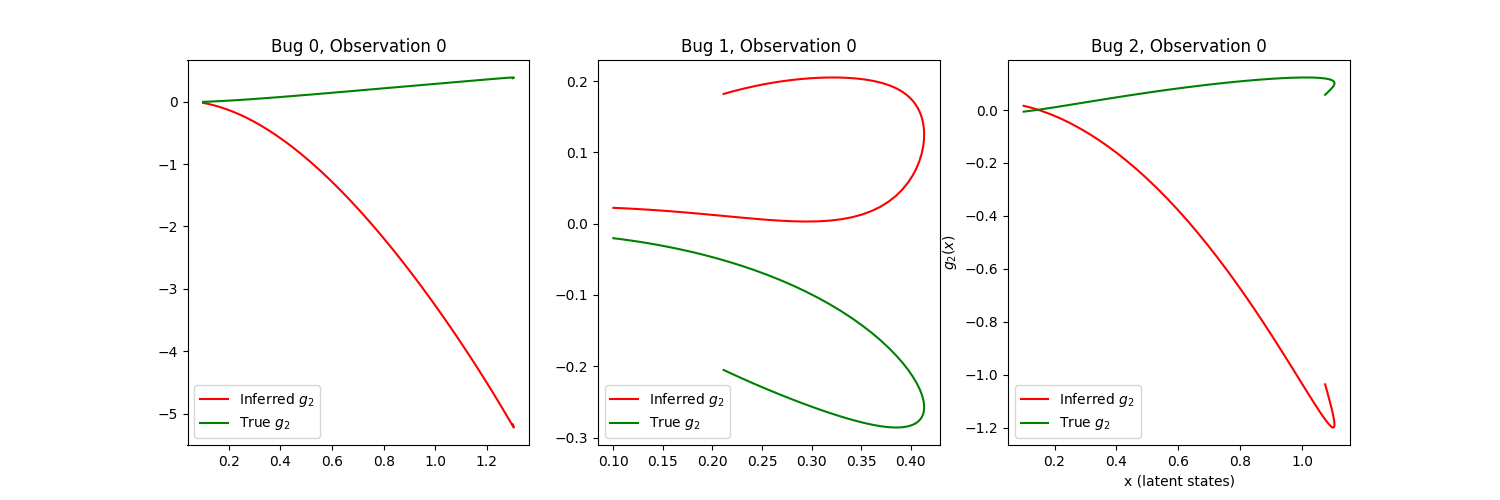 Bug 0, Observation 0
0
−1
−2
−3
−4
−5
0.2 0.4 0.6 0.8 1.0 1.2
Inferred g₂
True g₂
Bug 1, Observation 0
0.2
0.1
0.0
−0.1
−0.2
−0.3
0.10 0.15 0.20 0.25 0.30 0.35 0.40
Inferred g₂
True g₂
Bug 2, Observation 0
g₂(x)
0.0
−0.2
−0.4
−0.6
−0.8
−1.0
−1.2
0.2 0.4 0.6 0.8 1.0
x (latent states)
Inferred g₂
True g₂